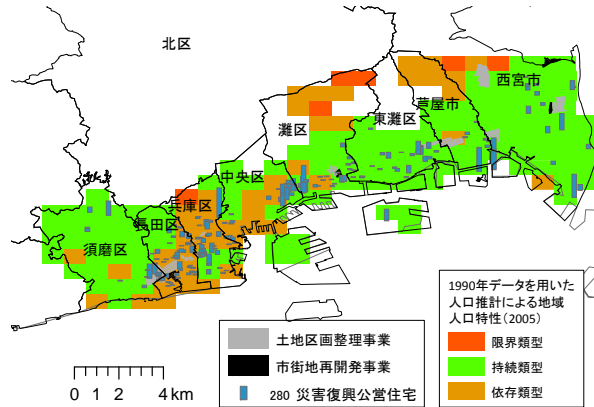 北区
西宮市
芦屋市
東灘区
灘区
中央区
兵庫区
長田区
須磨区
0 2 4km
土地区画整理事業
市街地再開発事業
280 災害復興公営住宅
1990年データを用いた
人口推計による地域
人口特性(2005)
限界類型
持続類型
依存類型